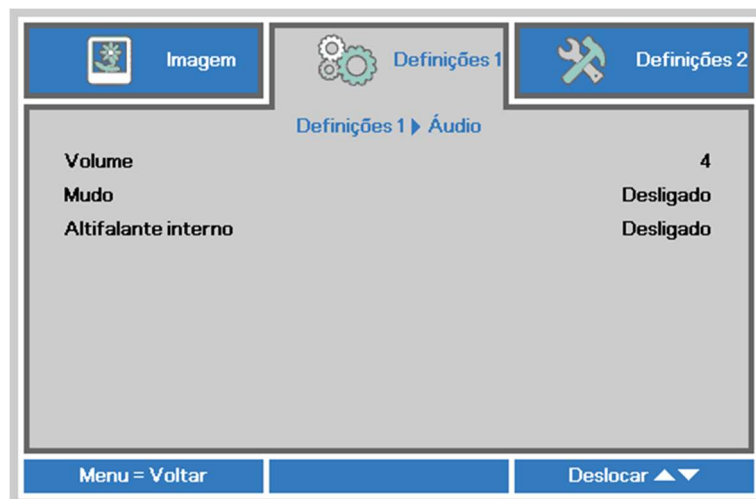 Imagem
Definições 1
Definições 2
Definições 1 ▶ Áudio
Volume 4
Mudo Desligado
Altifalante interno Desligado
Menu = Voltar
Deslocar ▲▼